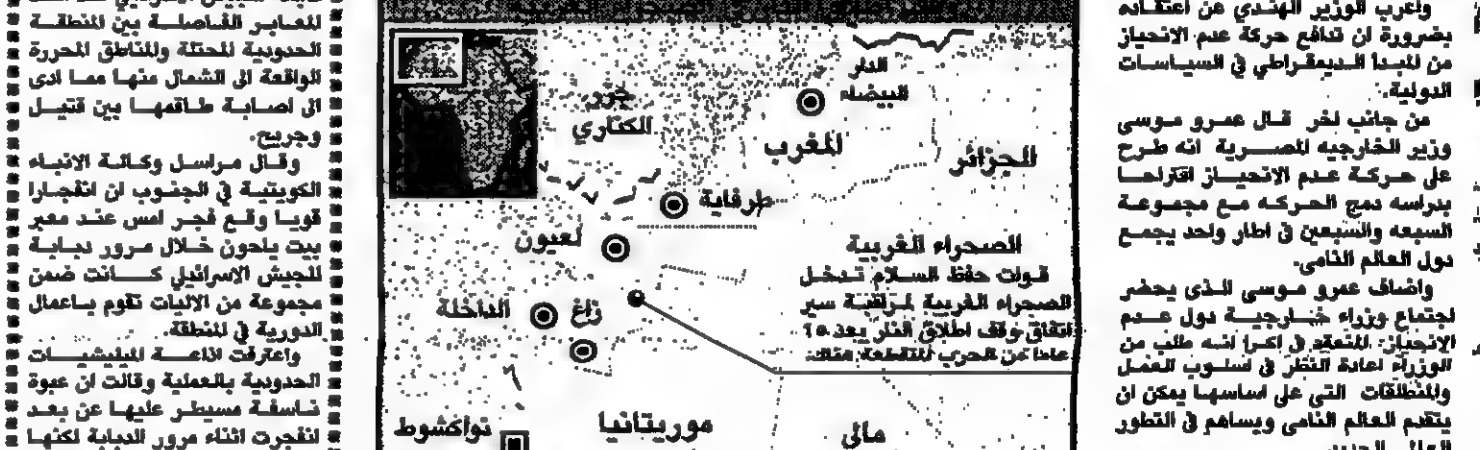 واعرب الوزير الهندي عن اعتقاده
بضرورة ان تدافع حركة عدم الانحياز
من المبدأ الديمقراطي في السياسات
الدولية.
من جانب اخر قال عمرو موسى
وزير الخارجيه المصرية انه طرح
على حركة عدم الانحياز اقتراحا
بدراسه دمج الحركه مع مجموعة
السبعه والسبعين في اطار واحد يجمع
دول العالم النامي.
واضاف عمرو موسى الذى يحضر
اجتماع وزراء خارجية دول عدم
الانحياز المنعقد في اكرا انه طلب من
الوزراء اعادة النظر في اسلوب العمل
والمنطلقات التي على اساسها يمكن ان
يتقدم العالم النامى ويساهم في التطور
الدار
البيضاء
جزر
الكناري
المغرب
الجزائر
طرفاية
لعيون
الصحراء الغربية
قوات حفظ السلام تدخل
الصحراء الغربية لمراقبة سير
اتفاق وقف اطلاق النار بعد ١٥
عاما من الحرب المتقطعة هناك
زاغ
الداخلة
موريتانيا
مالي
نواكشوط
المعابر الفاصلة بين المنطقة
الحدودية المحتلة والمناطق المحررة
الواقعة الى الشمال منها مما ادى
الى اصابة طاقمها بين قتيل
وجريح.
وقال مراسل وكالة الانباء
الكويتية في الجنوب ان انفجارا
قويا وقع فجر امس عند معبر
بيت ياحون خلال مرور دبابة
للجيش الاسرائيلي كانت ضمن
مجموعة من الاليات تقوم باعمال
الدورية في المنطقة.
واعترفت اذاعة الميليشيات
الحدودية بالعملية وقالت ان عبوة
ناسفة مسيطر عليها عن بعد
انفجرت اثناء مرور الدبابة لكنها